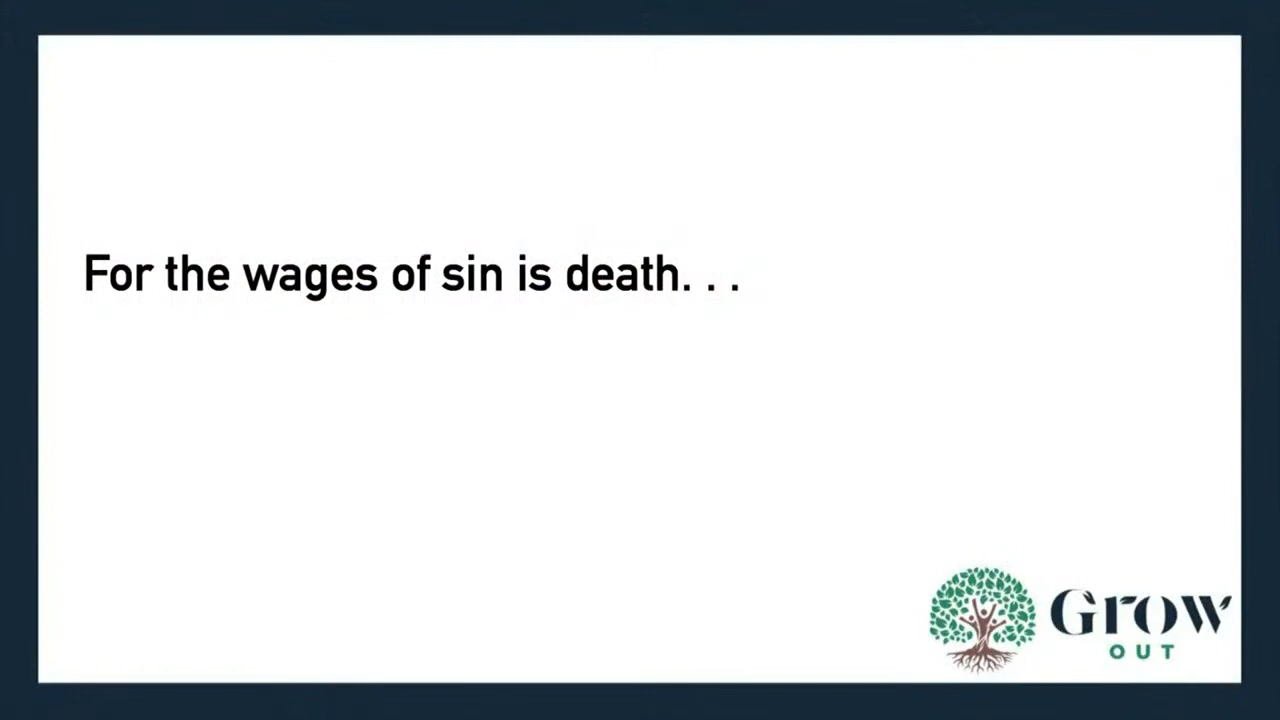 For the wages of sin is death. . .
Grow
OUT